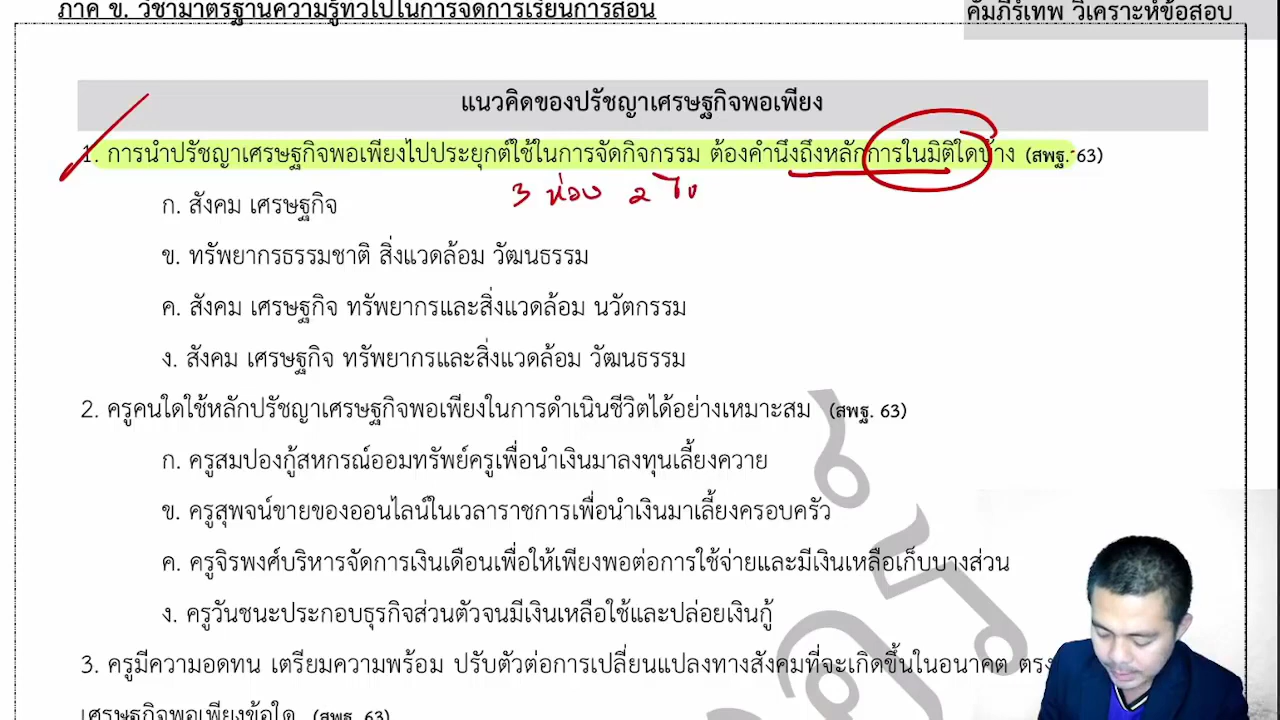 ภาค ข. วิชามาตรฐานความรู้ทั่วไปในการจัดการเรียนการสอน
คัมภีร์เทพ วิเคราะห์ข้อสอบ
แนวคิดของปรัชญาเศรษฐกิจพอเพียง
1. การนำปรัชญาเศรษฐกิจพอเพียงไปประยุกต์ใช้ในการจัดกิจกรรม ต้องคำนึงถึงหลักการในมิติใดบ้าง (สพฐ. 63)
3 ห่วง 2 ไข
ก. สังคม เศรษฐกิจ
ข. ทรัพยากรธรรมชาติ สิ่งแวดล้อม วัฒนธรรม
ค. สังคม เศรษฐกิจ ทรัพยากรและสิ่งแวดล้อม นวัตกรรม
ง. สังคม เศรษฐกิจ ทรัพยากรและสิ่งแวดล้อม วัฒนธรรม
2. ครูคนใดใช้หลักปรัชญาเศรษฐกิจพอเพียงในการดำเนินชีวิตได้อย่างเหมาะสม (สพฐ. 63)
ก. ครูสมปองกู้สหกรณ์ออมทรัพย์ครูเพื่อนำเงินมาลงทุนเลี้ยงควาย
ข. ครูสุพจน์ขายของออนไลน์ในเวลาราชการเพื่อนำเงินมาเลี้ยงครอบครัว
ค. ครูจิรพงศ์บริหารจัดการเงินเดือนเพื่อให้เพียงพอต่อการใช้จ่ายและมีเงินเหลือเก็บบางส่วน
ง. ครูวันชนะประกอบธุรกิจส่วนตัวจนมีเงินเหลือใช้และปล่อยเงินกู้
3. ครูมีความอดทน เตรียมความพร้อม ปรับตัวต่อการเปลี่ยนแปลงทางสังคมที่จะเกิดขึ้นในอนาคต ตรง
เศรษฐกิจพอเพียงข้อใด (สพฐ. 63)